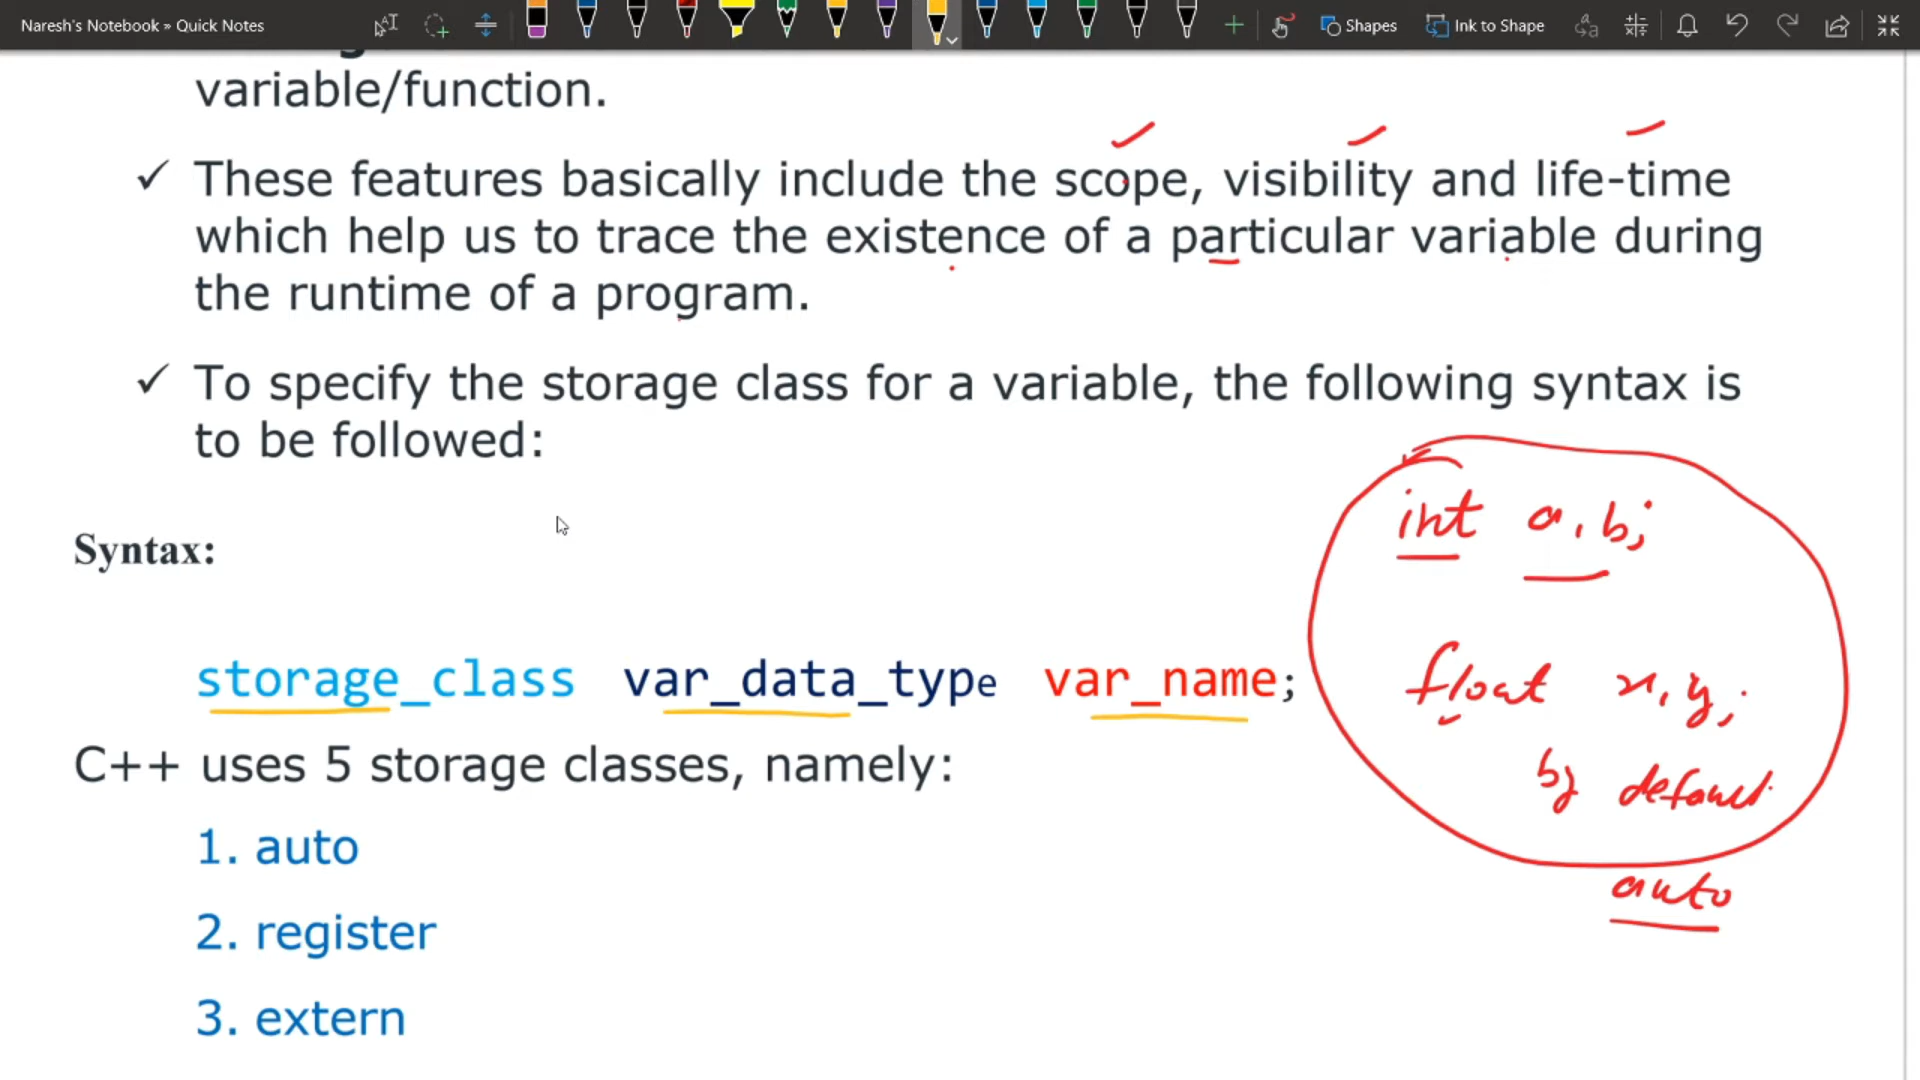 Naresh's Notebook » Quick Notes
Shapes
Ink to Shape
variable/function.
✓ These features basically include the scope, visibility and life-time
which help us to trace the existence of a particular variable during
the runtime of a program.
✓ To specify the storage class for a variable, the following syntax is
to be followed:
int a, b;
Syntax:
storage_class var_data_type var_name;
float x, y;
C++ uses 5 storage classes, namely:
by default
1. auto
auto
2. register
3. extern